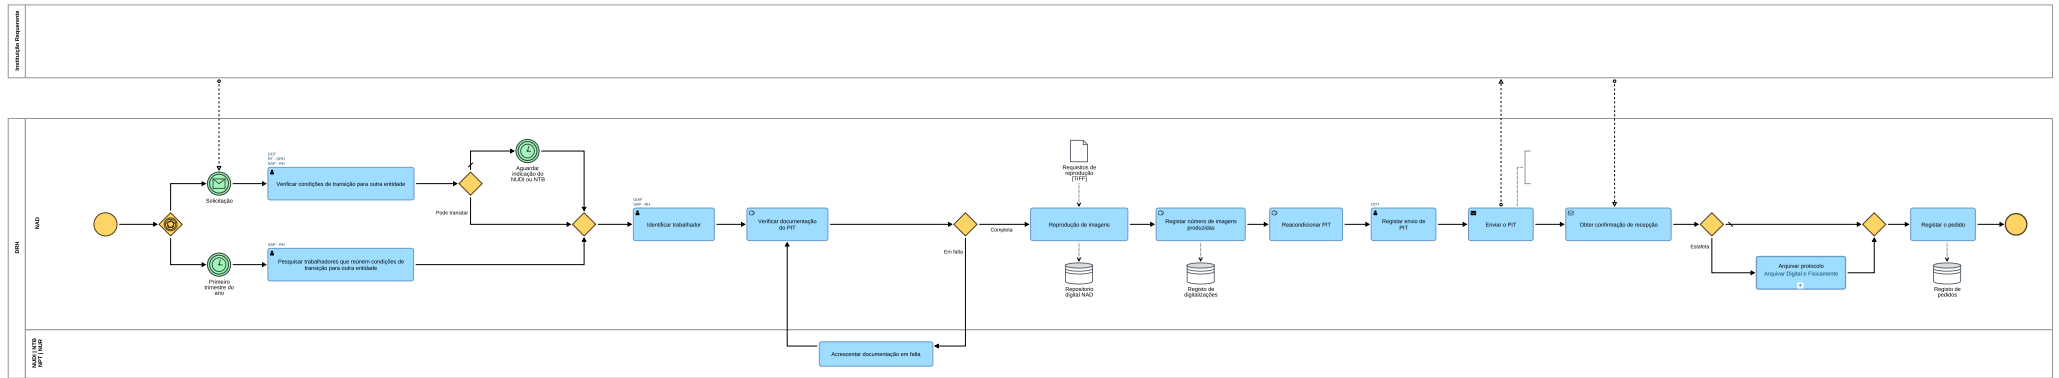 Instituição Requerente
DRH
NAD
NUDI | NTB
NPT | NUR
Solicitação
Primeiro
trimestre do
ano
DOT
RT - DRH
SAP - RH
Verificar condições de transição para outra entidade
SAP - RH
Pesquisar trabalhadores que reúnem condições de
transição para outra entidade
Pode transitar
Aguardar
indicação do
NUDI ou NTB
SAP - RH
Identificar trabalhador
Verificar documentação
do PIT
Acrescentar documentação em falta
Em falta
Completa
Requisitos de
reprodução
(TIFF)
Reprodução de imagens
Repositorio
digital NAD
Registar número de imagens
produzidas
Registo de
digitalizações
Reacondicionar PIT
DOT
Registar envio de
PIT
Enviar o PIT
Obter confirmação de recepção
Estafeta
Arquivar protocolo
Arquivar Digital e Fisicamente
Registar o pedido
Registo de
pedidos